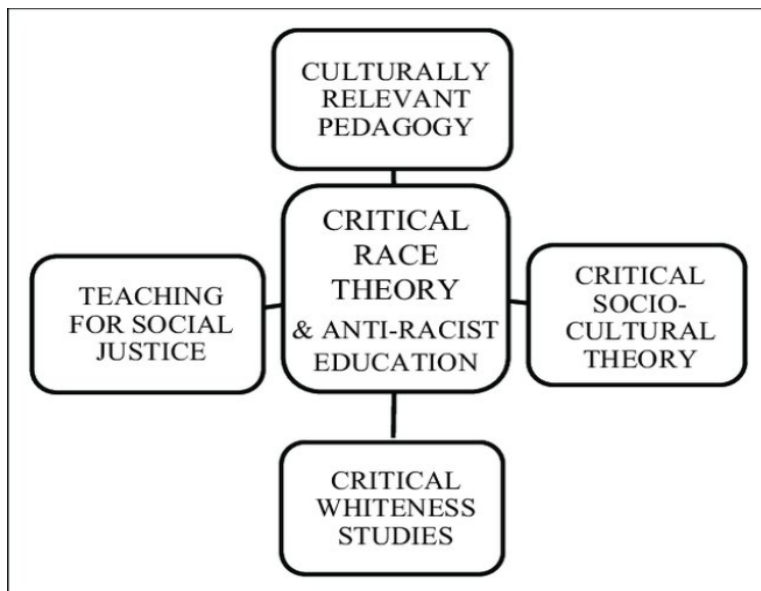 CULTURALLY
RELEVANT
PEDAGOGY
CRITICAL
RACE
THEORY
& ANTI-RACIST
EDUCATION
TEACHING
FOR SOCIAL
JUSTICE
CRITICAL
SOCIO-
CULTURAL
THEORY
CRITICAL
WHITENESS
STUDIES